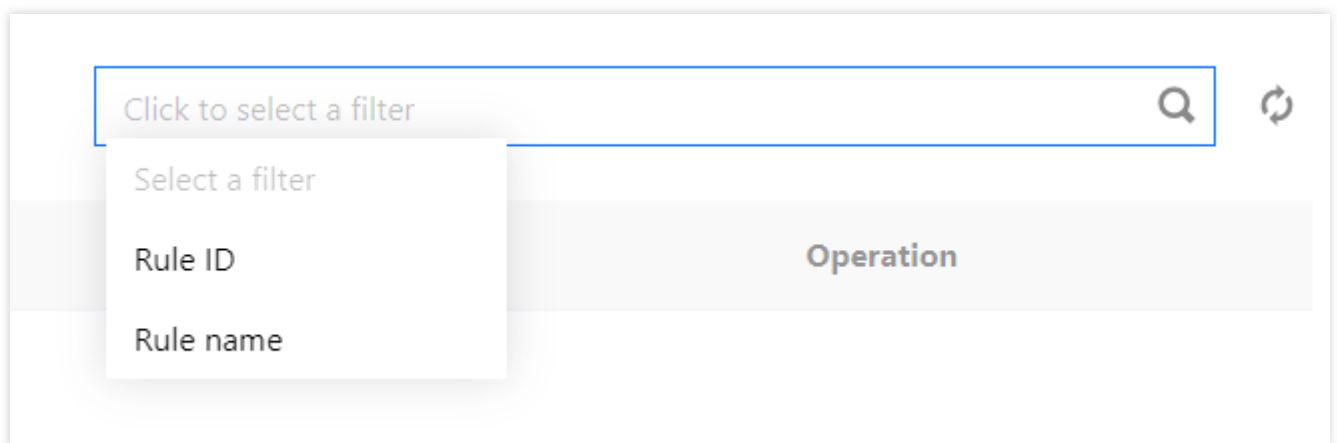 Click to select a filter
Select a filter
Rule ID
Operation
Rule name